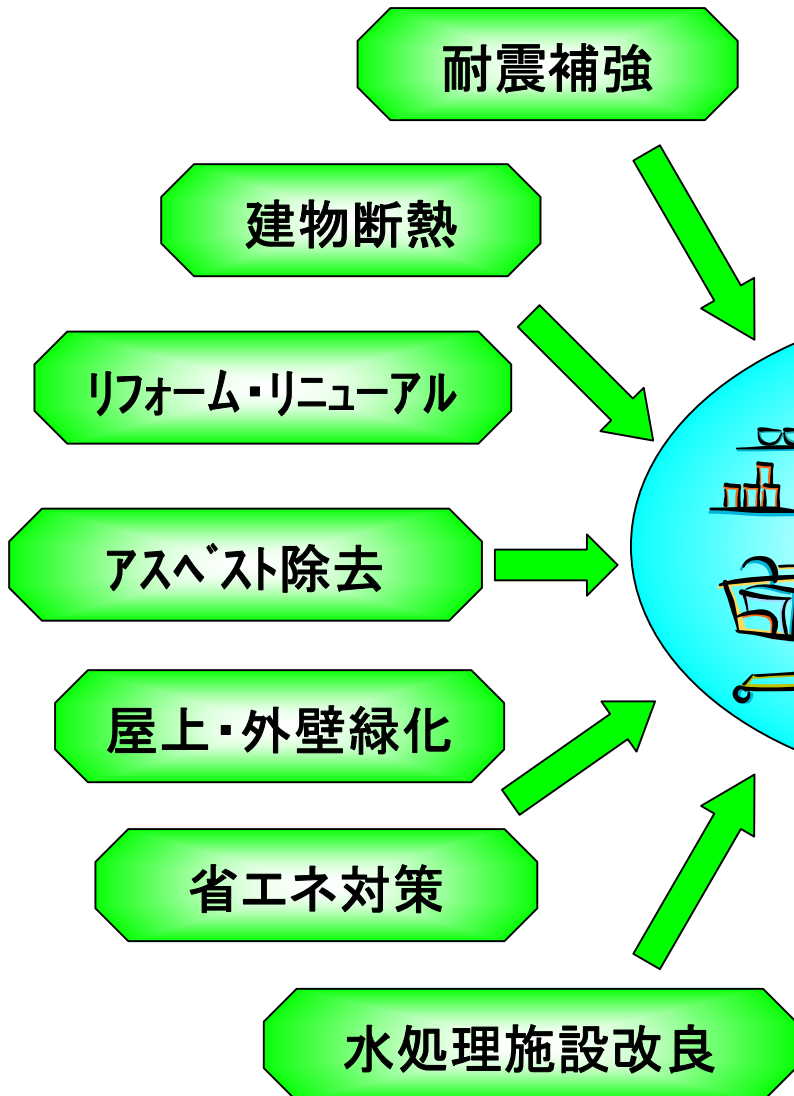 耐震補強
建物断熱
リフォーム・リニューアル
アスベスト除去
屋上・外壁緑化
省エネ対策
水処理施設改良